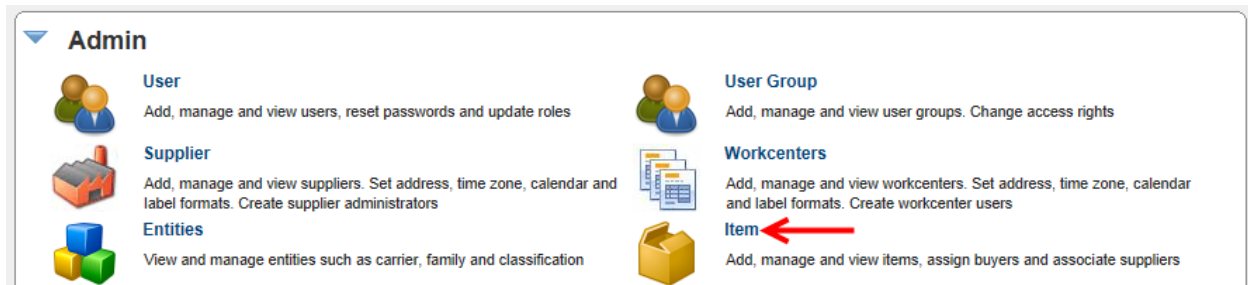 Admin
User
Add, manage and view users, reset passwords and update roles
User Group
Add, manage and view user groups. Change access rights
Supplier
Add, manage and view suppliers. Set address, time zone, calendar and
label formats. Create supplier administrators
Workcenters
Add, manage and view workcenters. Set address, time zone, calendar
and label formats. Create workcenter users
Entities
View and manage entities such as carrier, family and classification
Item
Add, manage and view items, assign buyers and associate suppliers